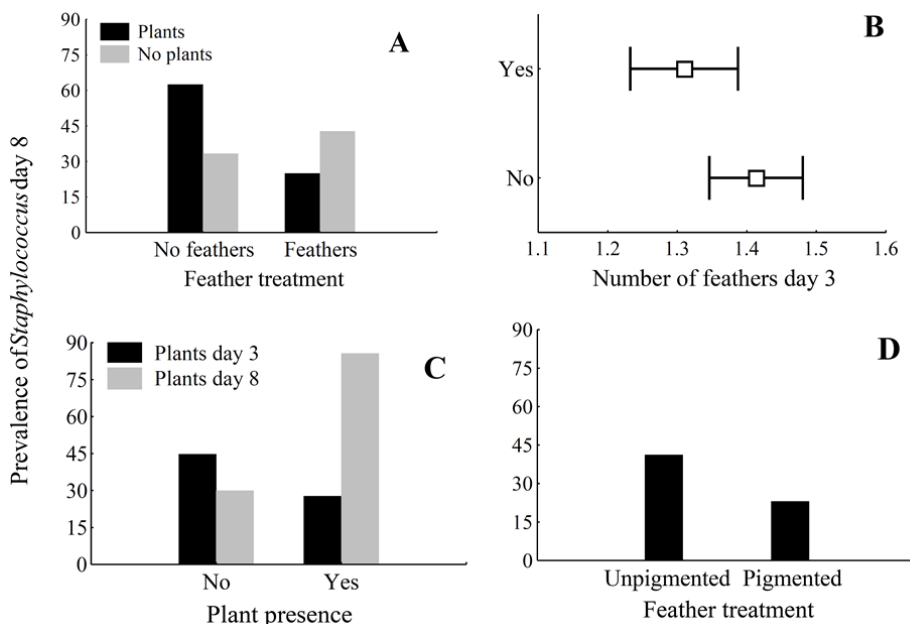 Prevalence of Staphylococcus day 8
A
Plants
No plants
90
75
60
45
30
15
0
No feathers Feathers
Feather treatment
B
Yes
No
1.1 1.2 1.3 1.4 1.5 1.6
Number of feathers day 3
C
Plants day 3
Plants day 8
90
75
60
45
30
15
0
No Yes
Plant presence
D
90
75
60
45
30
15
0
Unpigmented Pigmented
Feather treatment